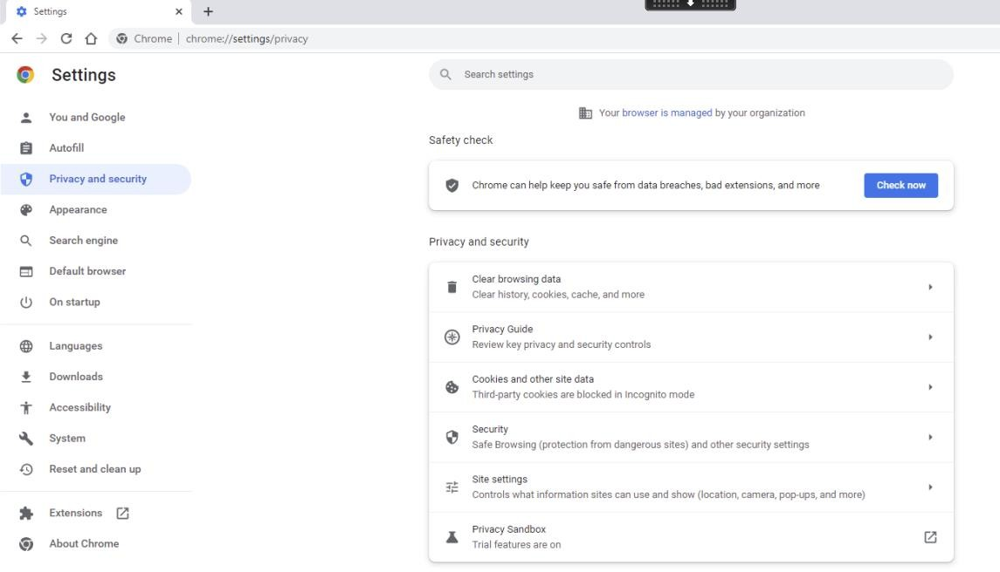 Settings
Chrome
chrome://settings/privacy
Settings
Search settings
You and Google
Autofill
Privacy and security
Appearance
Search engine
Default browser
On startup
Languages
Downloads
Accessibility
System
Reset and clean up
Extensions
About Chrome
Your browser is managed by your organization
Safety check
Chrome can help keep you safe from data breaches, bad extensions, and more
Check now
Privacy and security
Clear browsing data
Clear history, cookies, cache, and more
Privacy Guide
Review key privacy and security controls
Cookies and other site data
Third-party cookies are blocked in Incognito mode
Security
Safe Browsing (protection from dangerous sites) and other security settings
Site settings
Controls what information sites can use and show (location, camera, pop-ups, and more)
Privacy Sandbox
Trial features are on